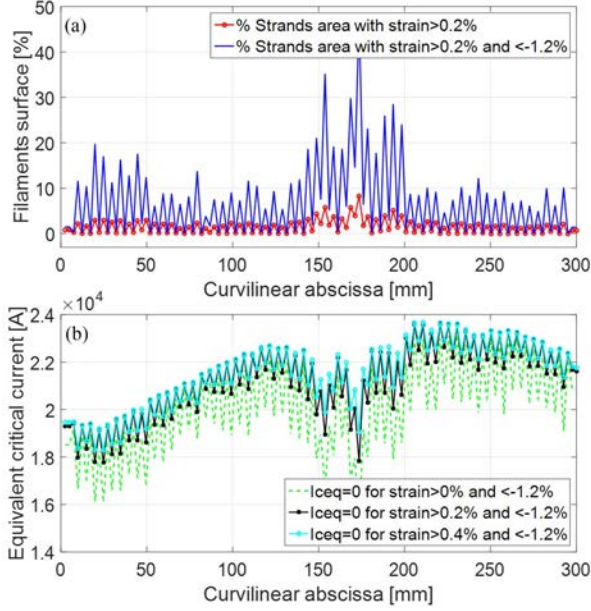 (a)
% Strands area with strain>0.2%
% Strands area with strain>0.2% and <-1.2%
Filaments surface [%]
50
40
30
20
10
0
0 50 100 150 200 250 300
Curvilinear abscissa [mm]
×10⁴
(b)
Equivalent critical current [A]
2.4
2.2
2
1.8
1.6
1.4
Iceq=0 for strain>0% and <-1.2%
Iceq=0 for strain>0.2% and <-1.2%
Iceq=0 for strain>0.4% and <-1.2%
0 50 100 150 200 250 300
Curvilinear abscissa [mm]